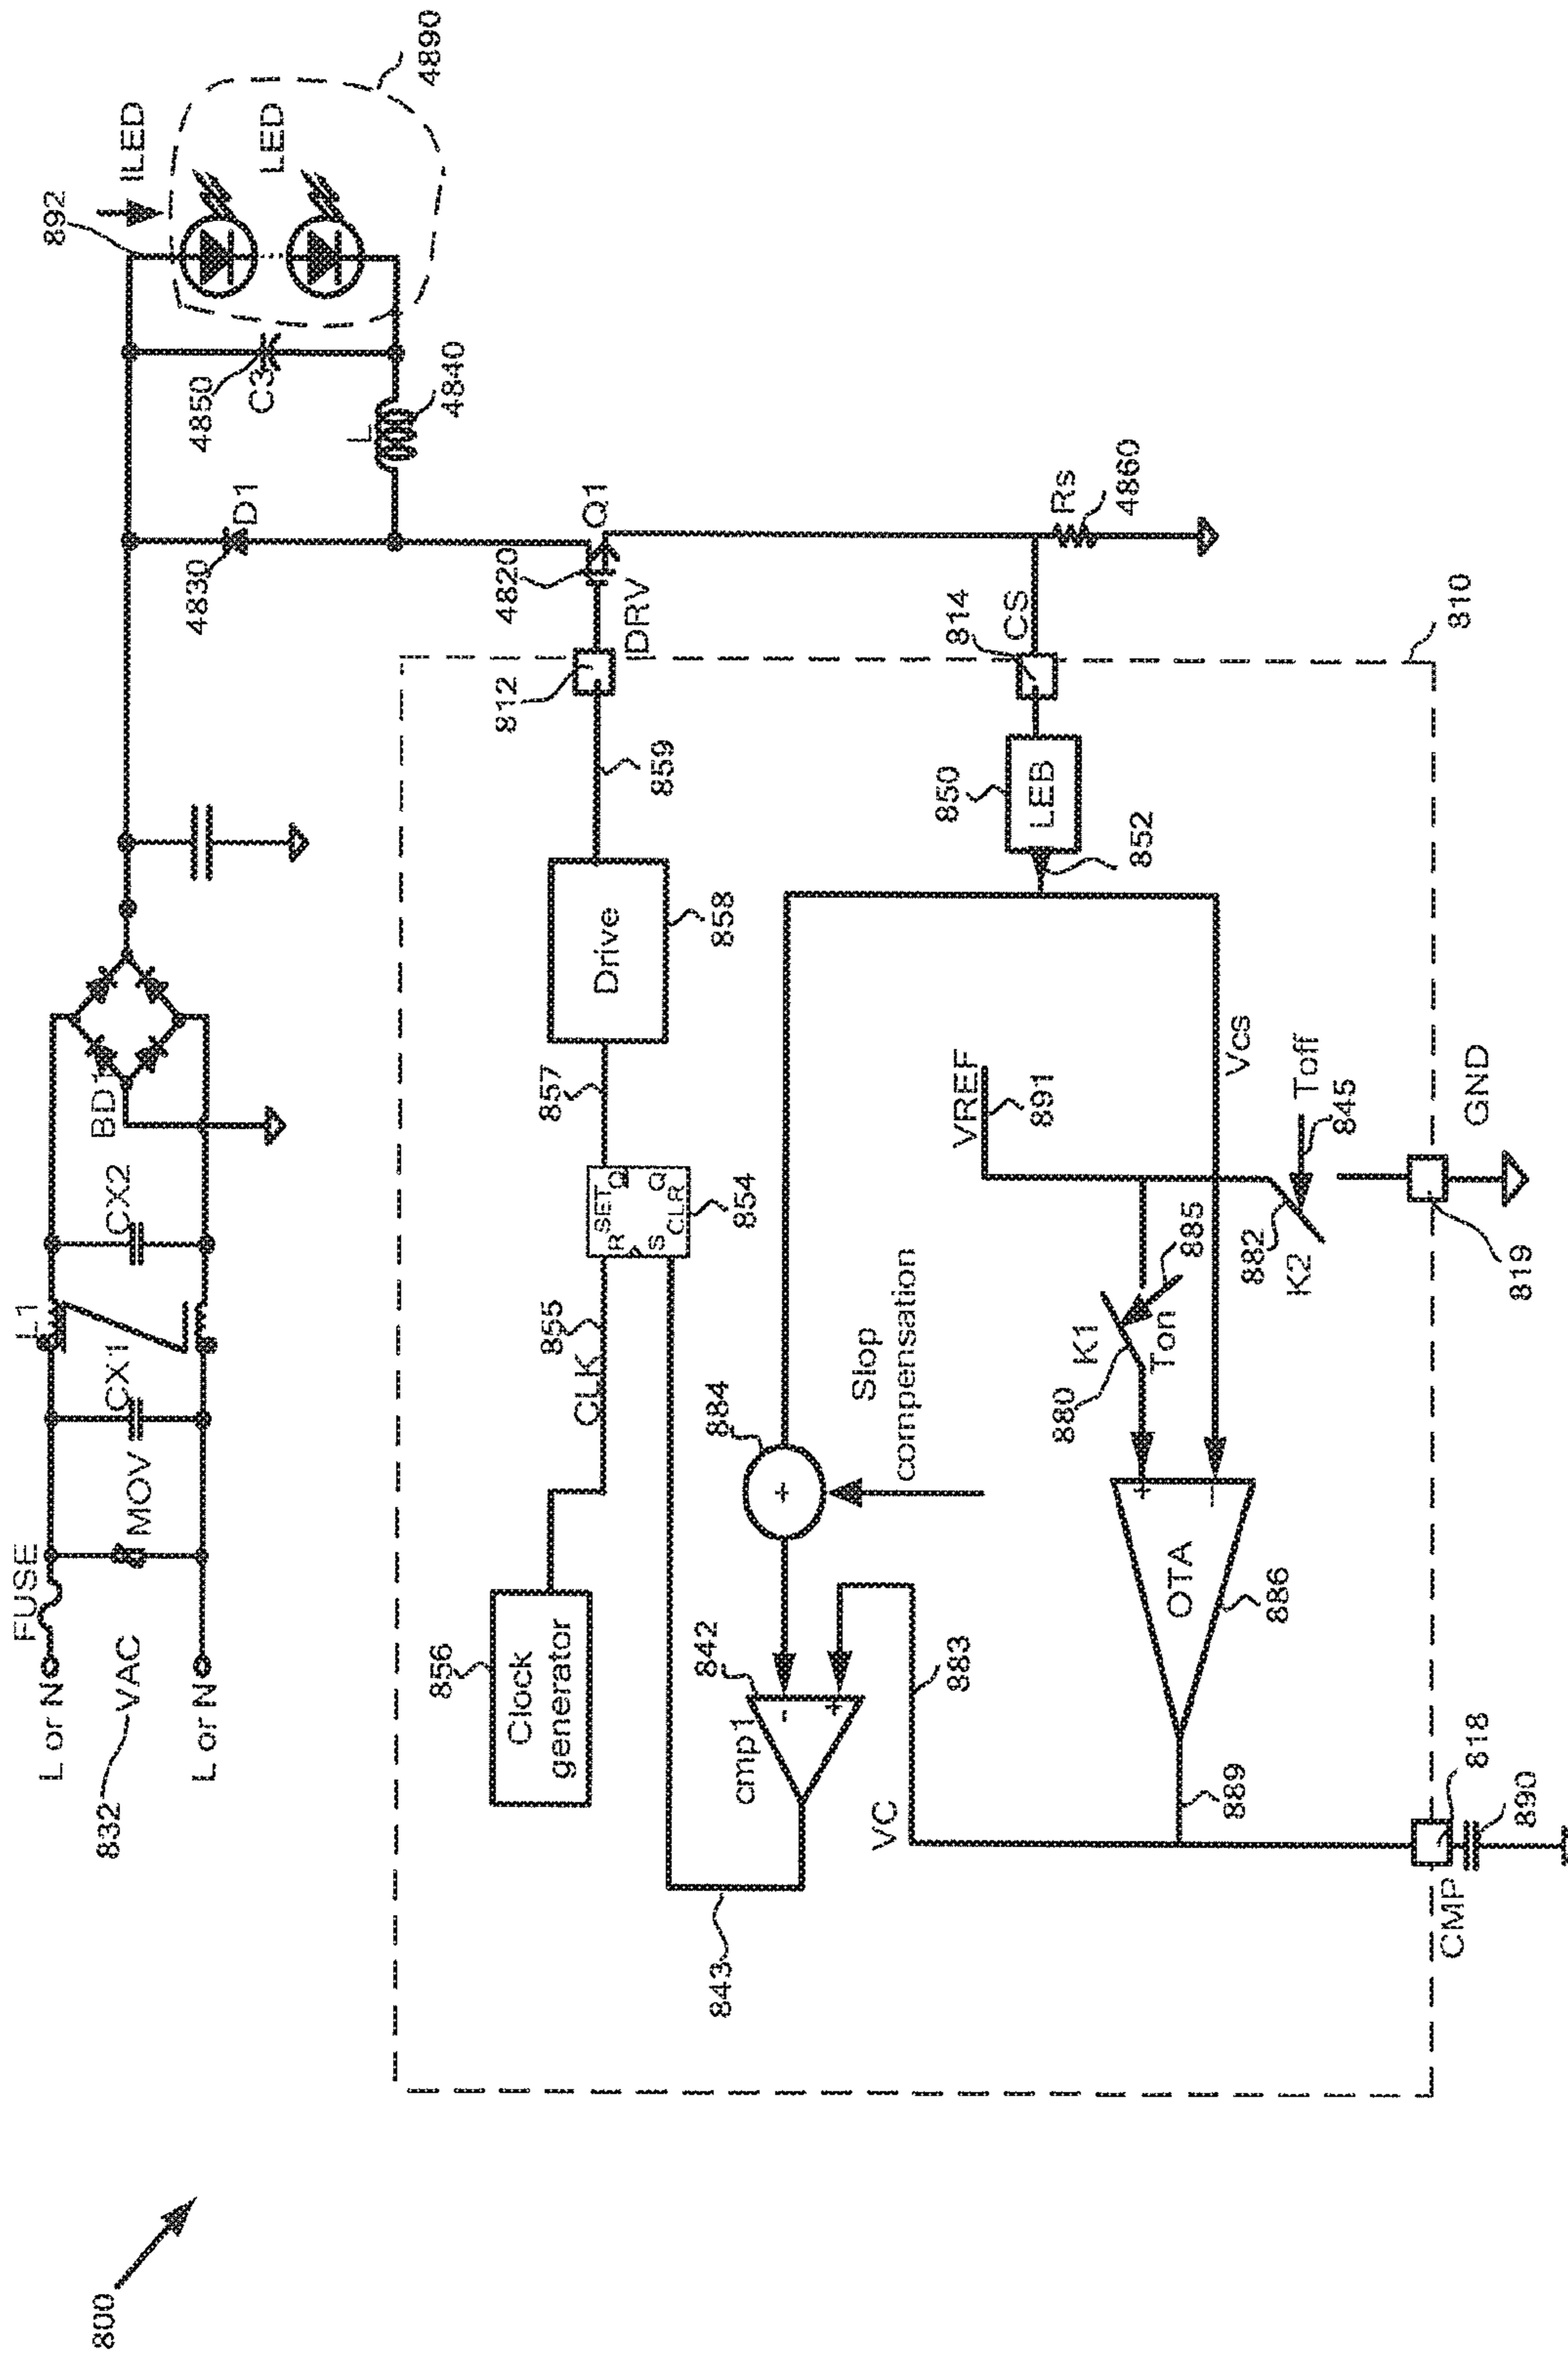 800
832
VAC
L or N
L or N
FUSE
MOV
CX1
L1
CX2
BD1
4830
D1
4850
C3
892
ILED
LED
4890
L
4840
4820
Q1
DRV
812
859
Drive
858
857
SET
R
Q
S
Q
CLR
854
CLK
855
856
Clock
generator
842
cmp1
-
+
843
884
+
Slop
compensation
VC
883
OTA
+
-
886
889
K1
880
Ton
885
VREF
891
Vcs
882
K2
Toff
845
850
LEB
852
814
CS
Rs
4860
810
GND
819
818
CMP
890